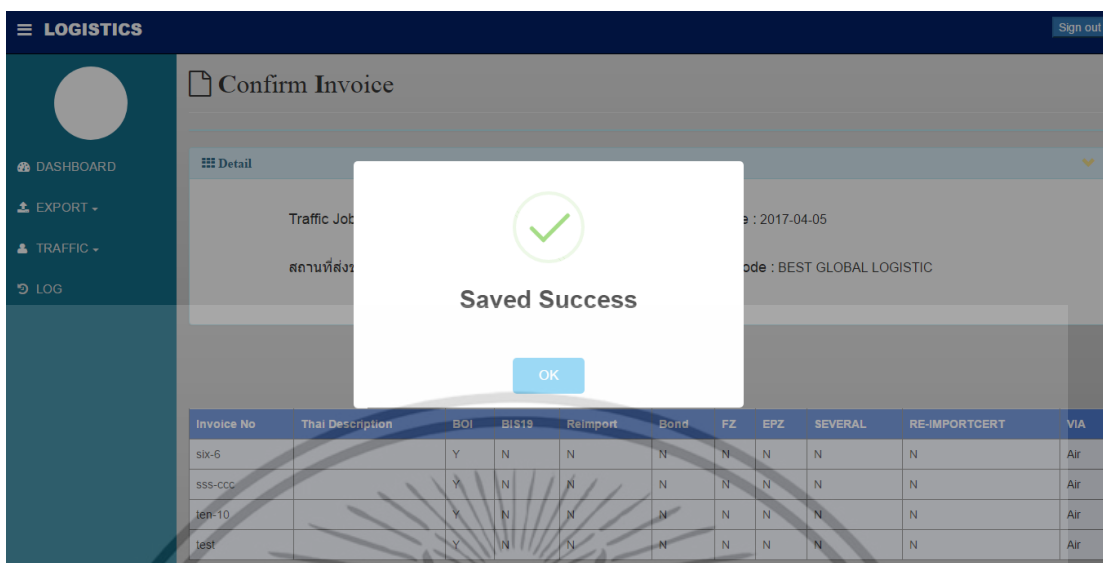 LOGISTICS
Sign out
Confirm Invoice
DASHBOARD
EXPORT
TRAFFIC
LOG
Detail
Traffic Job
: 2017-04-05
สถานที่ส่ง
: BEST GLOBAL LOGISTIC
Saved Success
OK
Invoice No Thai Description BOI BIS19 Reimport Bond FZ EPZ SEVERAL RE-IMPORTCERT VIA
six-6 Y N N N N N N N Air
sss-ccc Y N N N N N N N Air
ten-10 Y N N N N N N N Air
test Y N N N N N N N Air